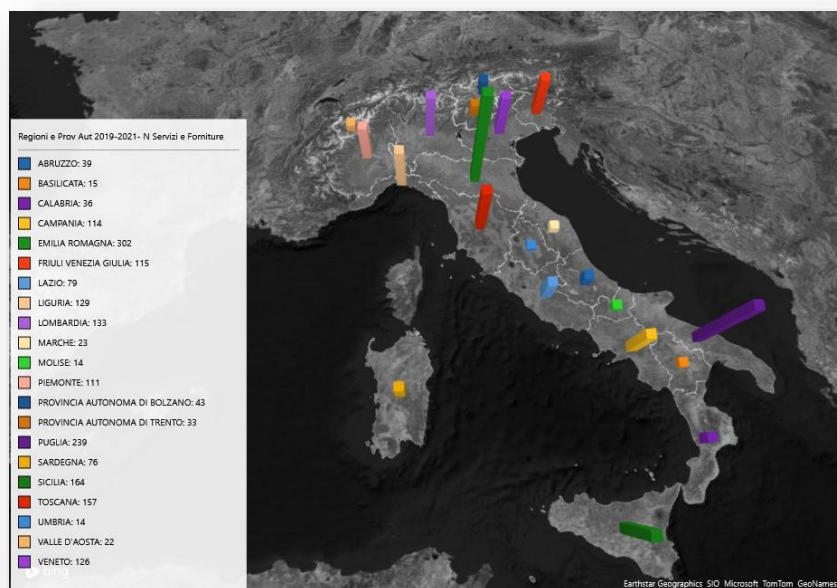 Regioni e Prov Aut 2019-2021- N Servizi e Forniture
ABRUZZO: 39
BASILICATA: 15
CALABRIA: 36
CAMPANIA: 114
EMILIA ROMAGNA: 302
FRIULI VENEZIA GIULIA: 115
LAZIO: 79
LIGURIA: 129
LOMBARDIA: 133
MARCHE: 23
MOLISE: 14
PIEMONTE: 111
PROVINCIA AUTONOMA DI BOLZANO: 43
PROVINCIA AUTONOMA DI TRENTO: 33
PUGLIA: 239
SARDEGNA: 76
SICILIA: 164
TOSCANA: 157
UMBRIA: 14
VALLE D'AOSTA: 22
VENETO: 126
Earthstar Geographics SIO Microsoft TomTom GeoNames